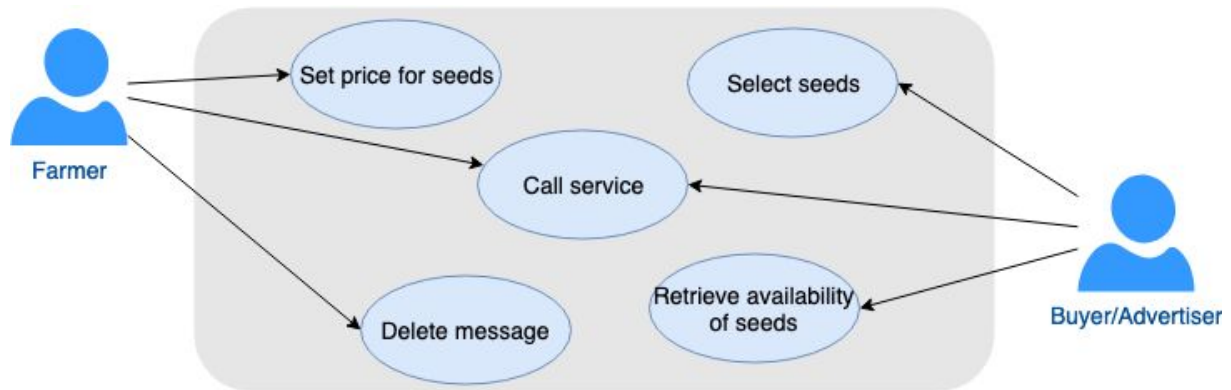 Set price for seeds
Select seeds
Farmer
Call service
Retrieve availability
of seeds
Delete message
Buyer/Advertiser